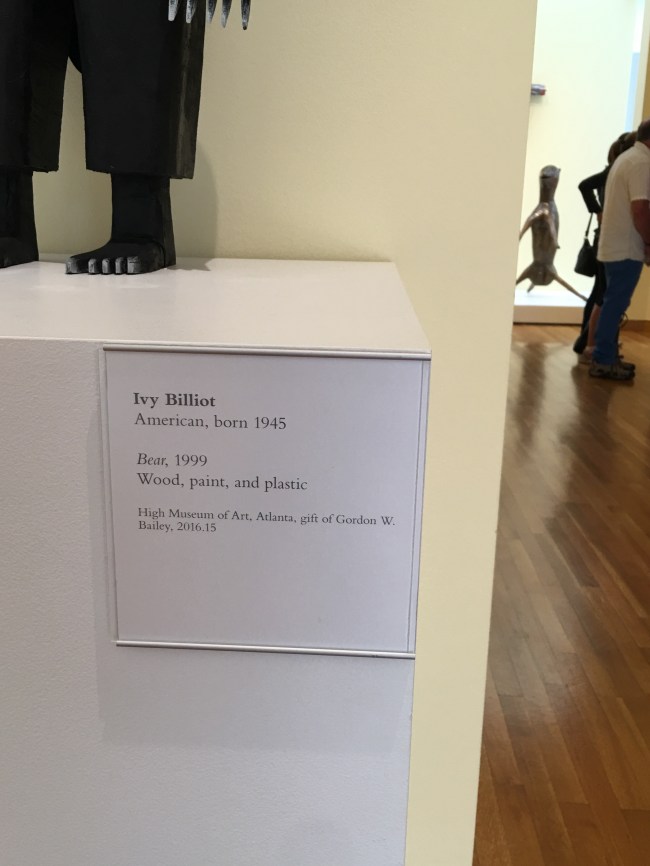 Ivy Billiot
American, born 1945
Bear, 1999
Wood, paint, and plastic
High Museum of Art, Atlanta, gift of Gordon W.
Bailey, 2016.15